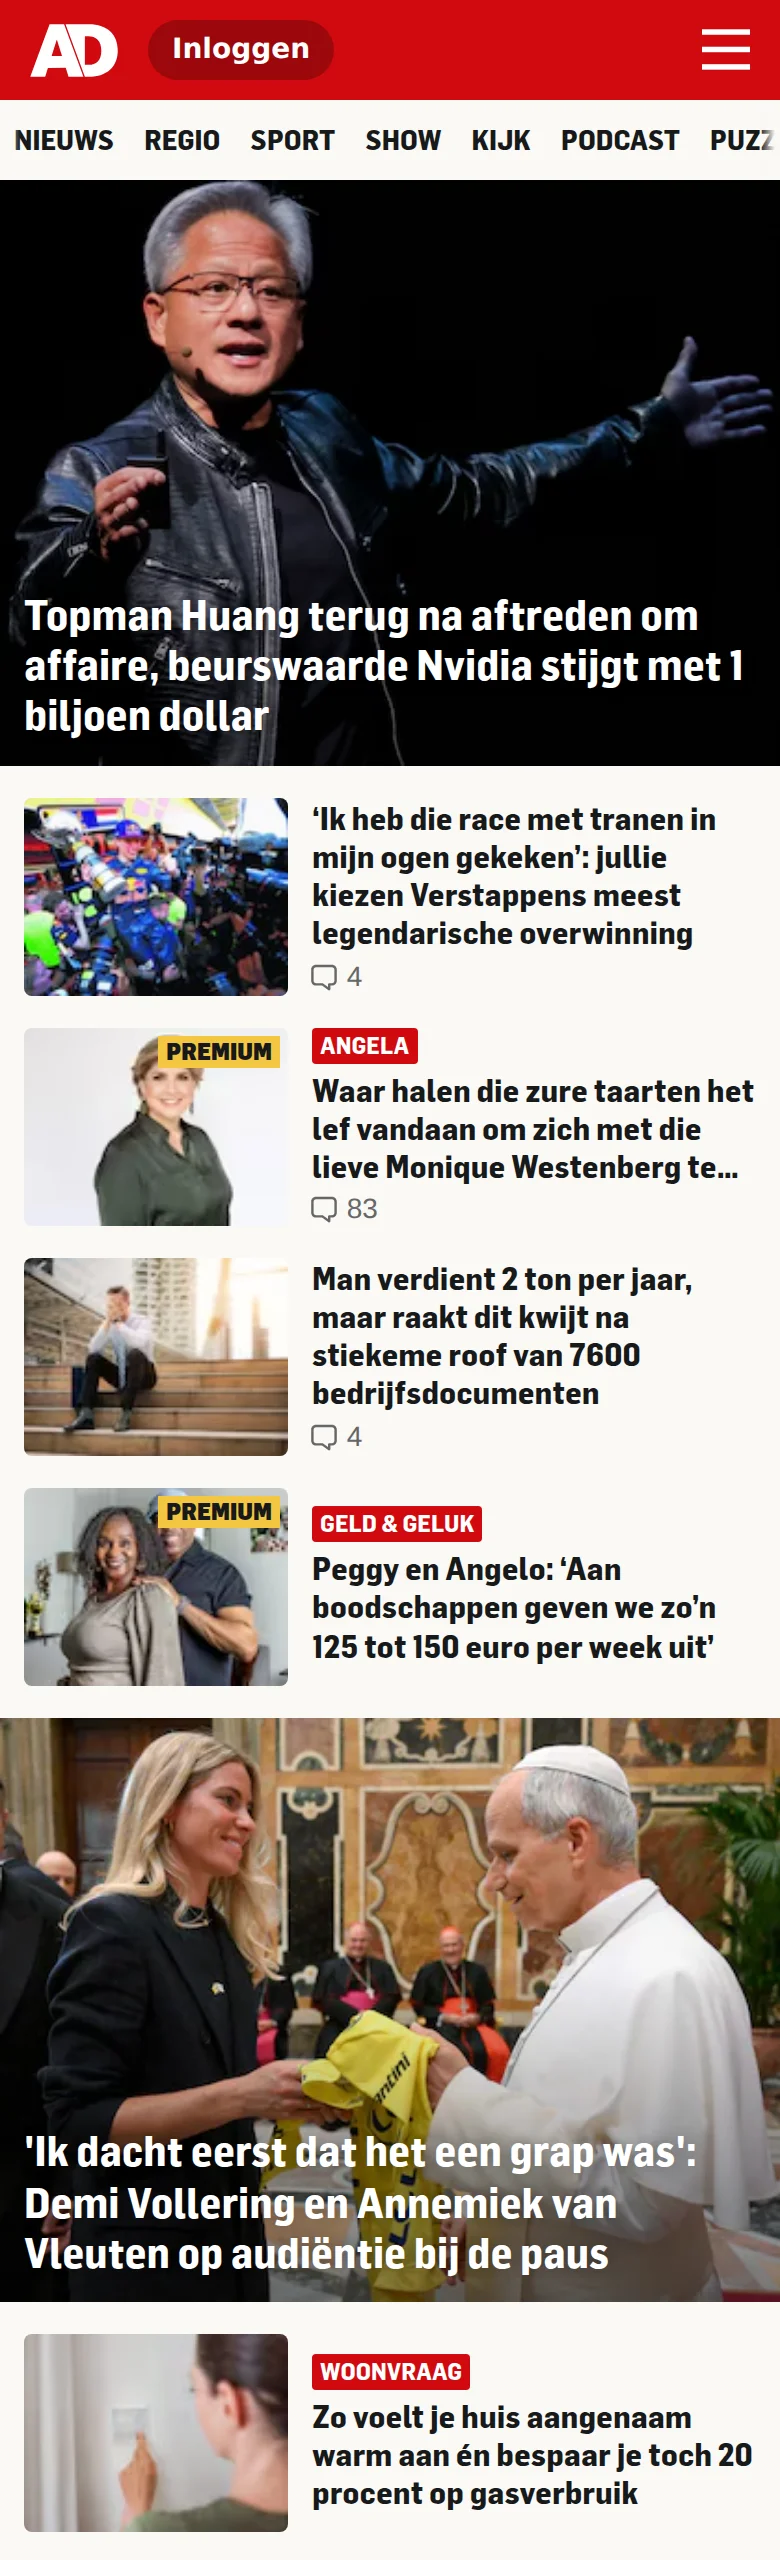 AD
Inloggen
NIEUWS REGIO SPORT SHOW KIJK PODCAST PUZZ
Topman Huang terug na aftreden om
affaire, beurswaarde Nvidia stijgt met 1
biljoen dollar
‘Ik heb die race met tranen in
mijn ogen gekeken’: jullie
kiezen Verstappens meest
legendarische overwinning
4
PREMIUM
ANGELA
Waar halen die zure taarten het
lef vandaan om zich met die
lieve Monique Westenberg te...
83
Man verdient 2 ton per jaar,
maar raakt dit kwijt na
stiekeme roof van 7600
bedrijfsdocumenten
4
PREMIUM
GELD & GELUK
Peggy en Angelo: ‘Aan
boodschappen geven we zo’n
125 tot 150 euro per week uit’
'Ik dacht eerst dat het een grap was':
Demi Vollering en Annemiek van
Vleuten op audiëntie bij de paus
WOONVRAAG
Zo voelt je huis aangenaam
warm aan én bespaar je toch 20
procent op gasverbruik